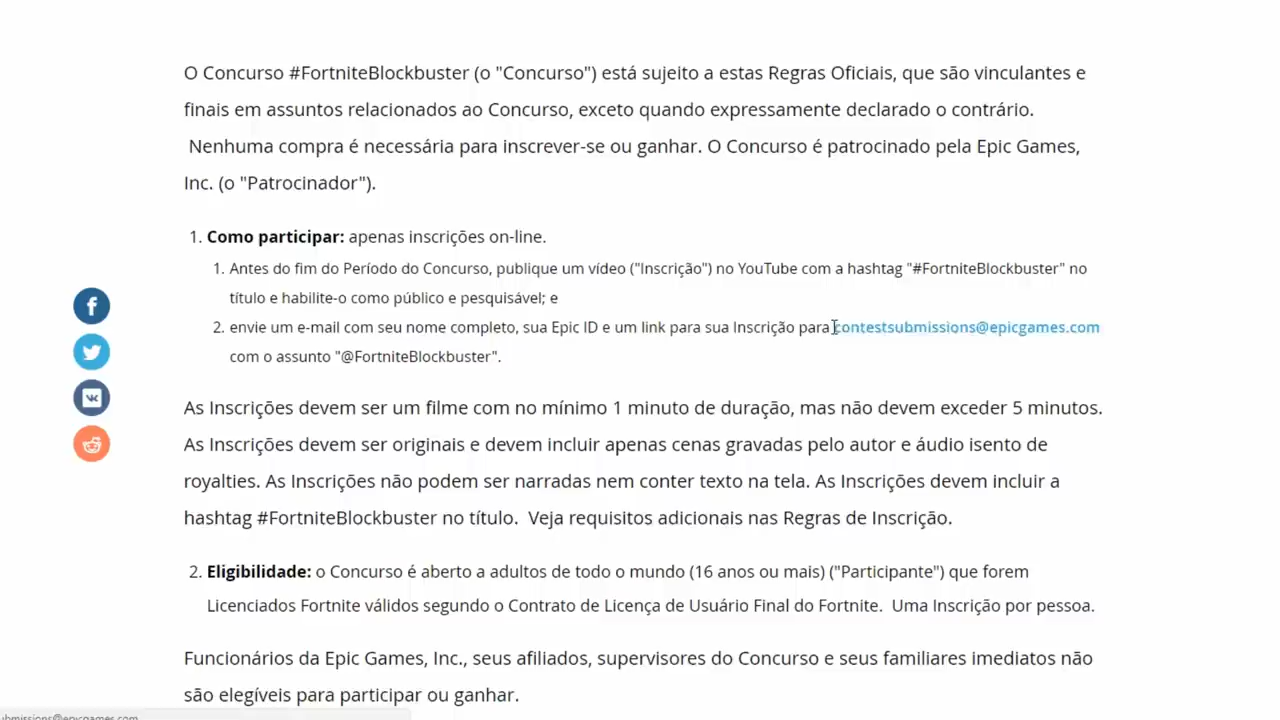 O Concurso #FortniteBlockbuster (o "Concurso") está sujeito a estas Regras Oficiais, que são vinculantes e
finais em assuntos relacionados ao Concurso, exceto quando expressamente declarado o contrário.
Nenhuma compra é necessária para inscrever-se ou ganhar. O Concurso é patrocinado pela Epic Games,
Inc. (o "Patrocinador").
1. Como participar: apenas inscrições on-line.
1. Antes do fim do Período do Concurso, publique um vídeo ("Inscrição") no YouTube com a hashtag "#FortniteBlockbuster" no
título e habilite-o como público e pesquisável; e
2. envie um e-mail com seu nome completo, sua Epic ID e um link para sua Inscrição para contestsubmissions@epicgames.com
com o assunto "@FortniteBlockbuster".
As Inscrições devem ser um filme com no mínimo 1 minuto de duração, mas não devem exceder 5 minutos.
As Inscrições devem ser originais e devem incluir apenas cenas gravadas pelo autor e áudio isento de
royalties. As Inscrições não podem ser narradas nem conter texto na tela. As Inscrições devem incluir a
hashtag #FortniteBlockbuster no título. Veja requisitos adicionais nas Regras de Inscrição.
2. Eligibilidade: o Concurso é aberto a adultos de todo o mundo (16 anos ou mais) ("Participante") que forem
Licenciados Fortnite válidos segundo o Contrato de Licença de Usuário Final do Fortnite. Uma Inscrição por pessoa.
Funcionários da Epic Games, Inc., seus afiliados, supervisores do Concurso e seus familiares imediatos não
são elegíveis para participar ou ganhar.
ubmissions@epicgames.com